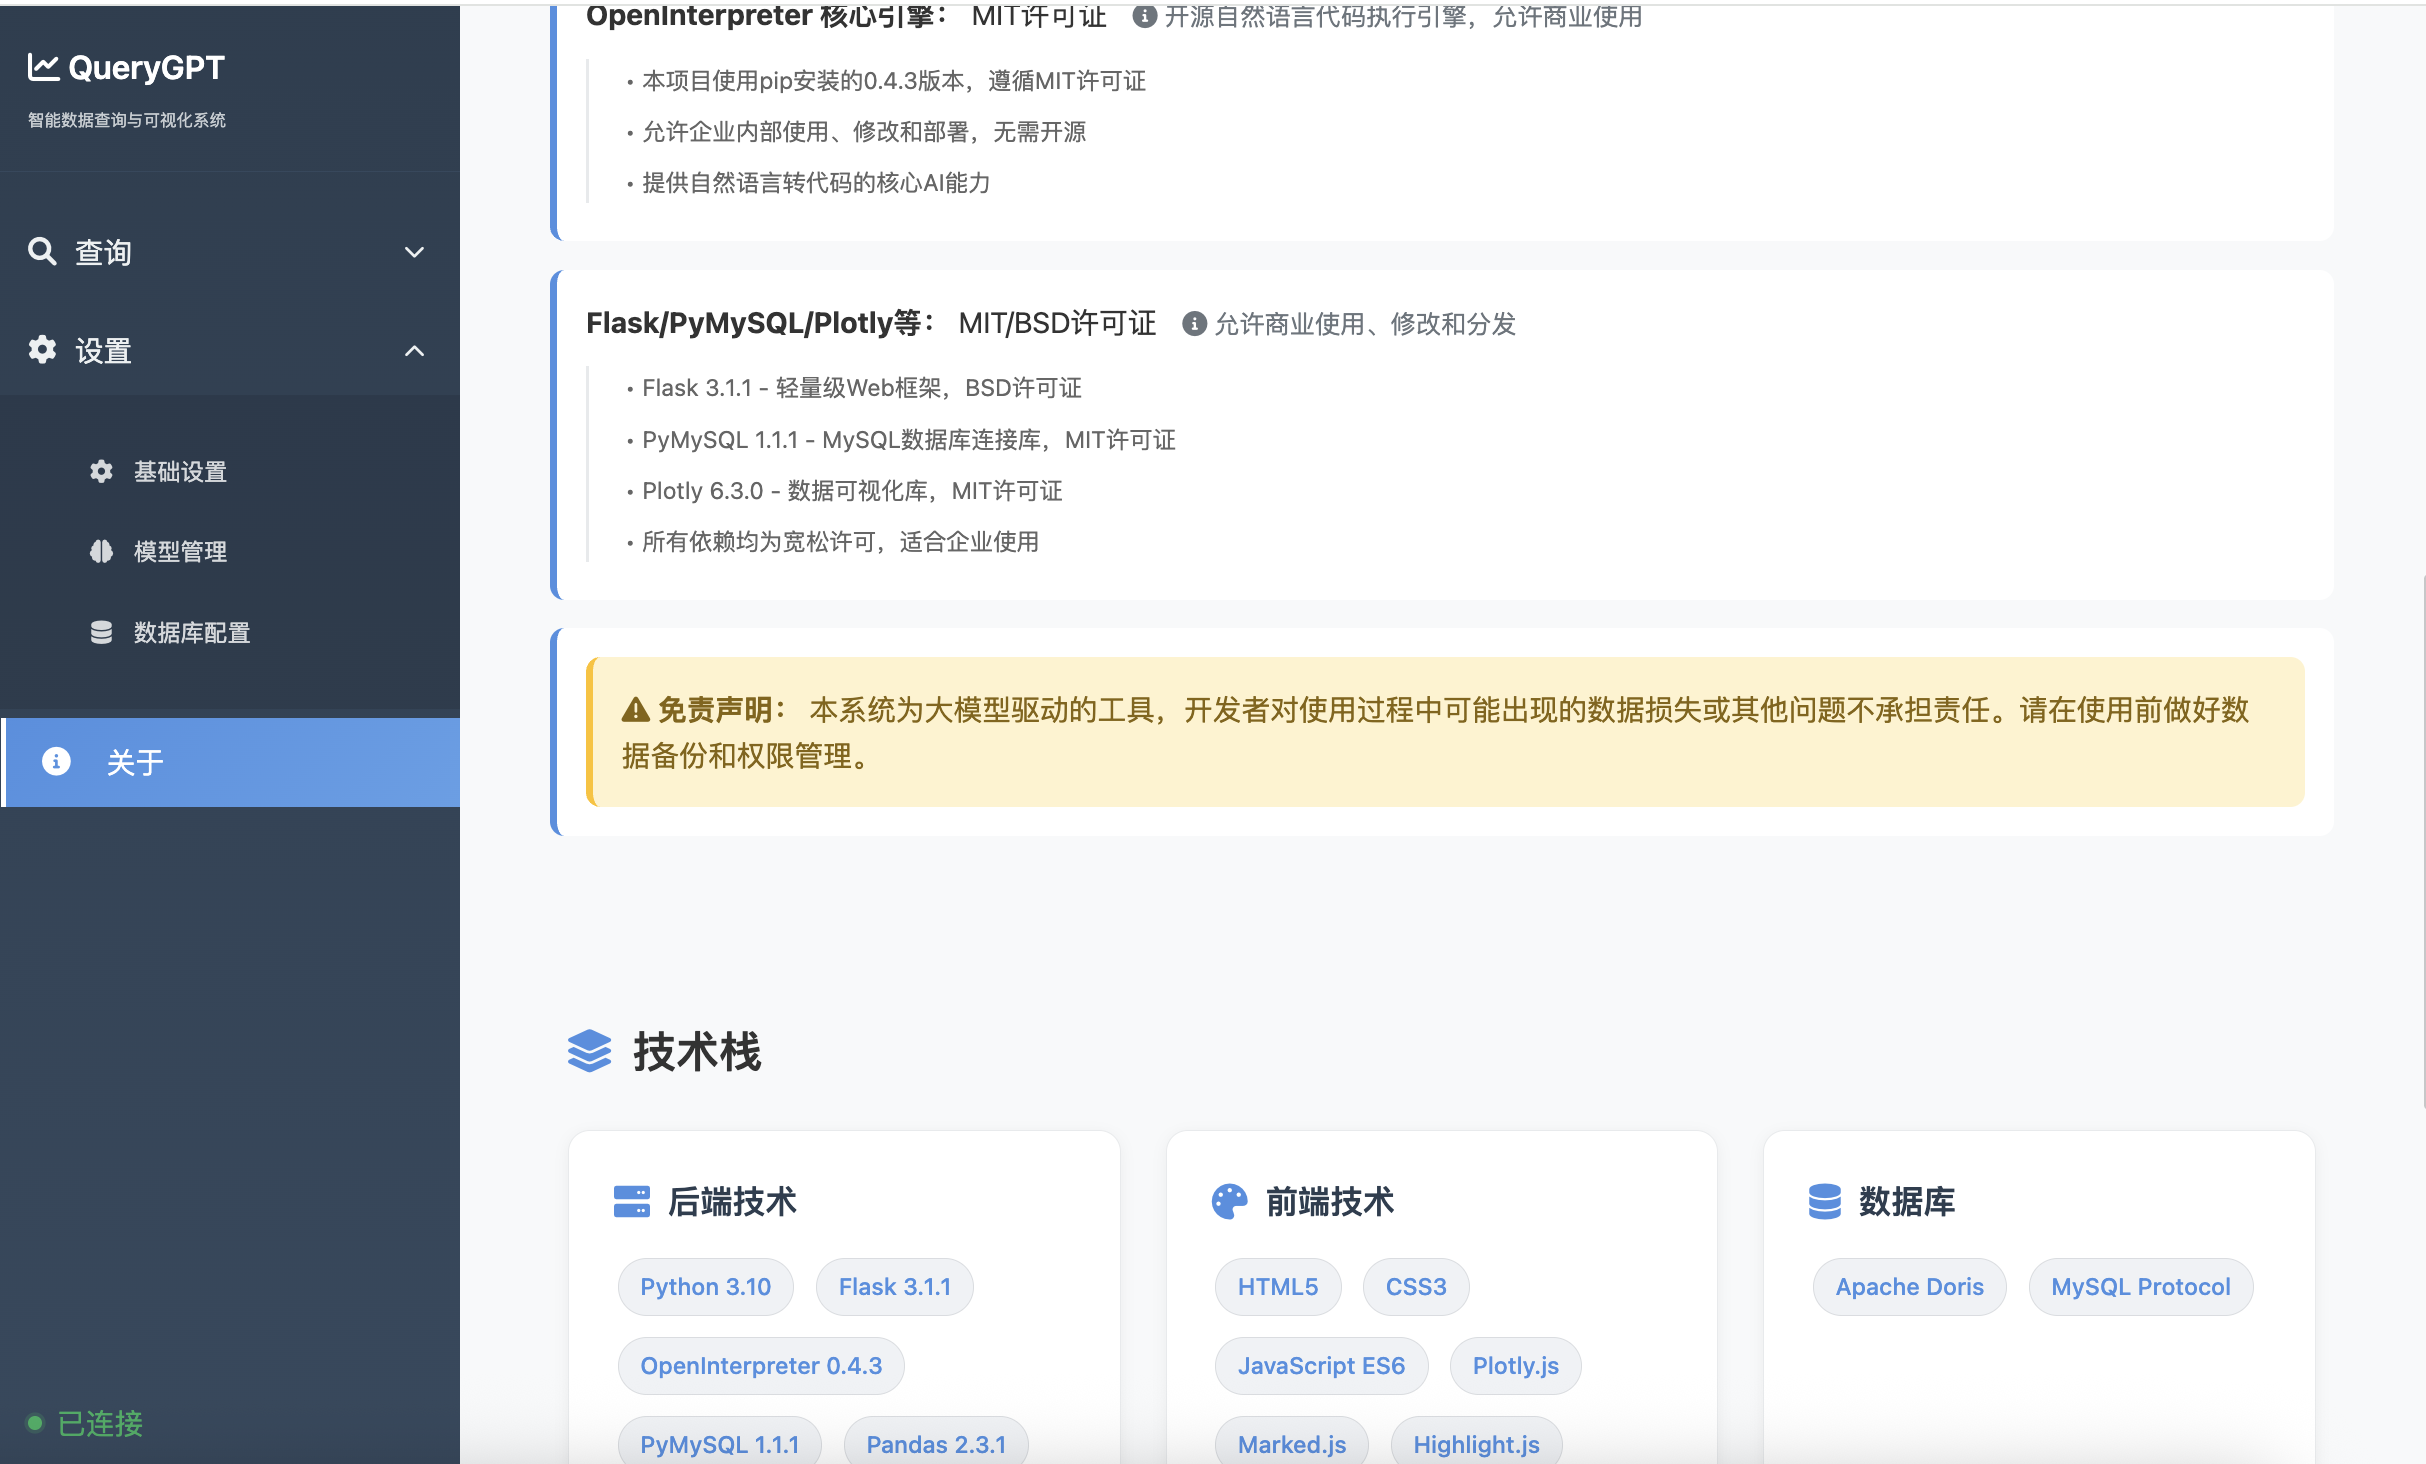 QueryGPT
智能数据查询与可视化系统
查询
设置
基础设置
模型管理
数据库配置
关于
已连接
OpenInterpreter 核心引擎： MIT许可证 开源自然语言代码执行引擎，允许商业使用
• 本项目使用pip安装的0.4.3版本，遵循MIT许可证
• 允许企业内部使用、修改和部署，无需开源
• 提供自然语言转代码的核心AI能力
Flask/PyMySQL/Plotly等： MIT/BSD许可证 允许商业使用、修改和分发
• Flask 3.1.1 - 轻量级Web框架，BSD许可证
• PyMySQL 1.1.1 - MySQL数据库连接库，MIT许可证
• Plotly 6.3.0 - 数据可视化库，MIT许可证
• 所有依赖均为宽松许可，适合企业使用
免责声明： 本系统为大模型驱动的工具，开发者对使用过程中可能出现的数据损失或其他问题不承担责任。请在使用前做好数
据备份和权限管理。
技术栈
后端技术
Python 3.10 Flask 3.1.1
OpenInterpreter 0.4.3
PyMySQL 1.1.1 Pandas 2.3.1
前端技术
HTML5 CSS3
JavaScript ES6 Plotly.js
Marked.js Highlight.js
数据库
Apache Doris MySQL Protocol